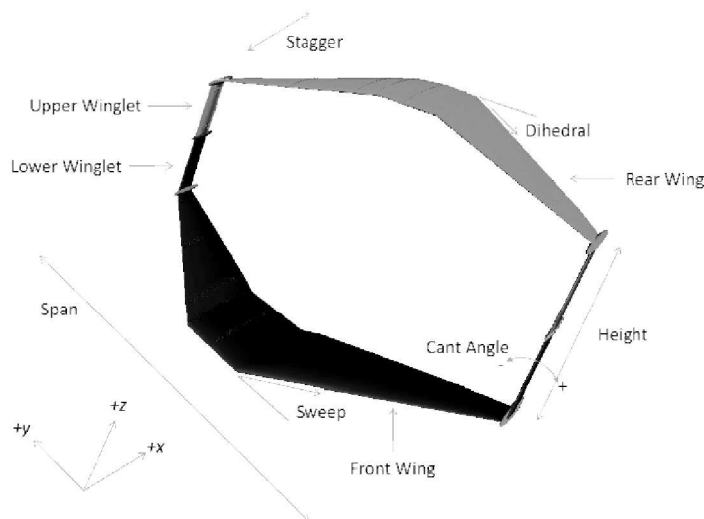 Stagger
Upper Winglet
Dihedral
Lower Winglet
Rear Wing
Span
Height
Cant Angle
-
+
+z
+y
+x
Sweep
Front Wing